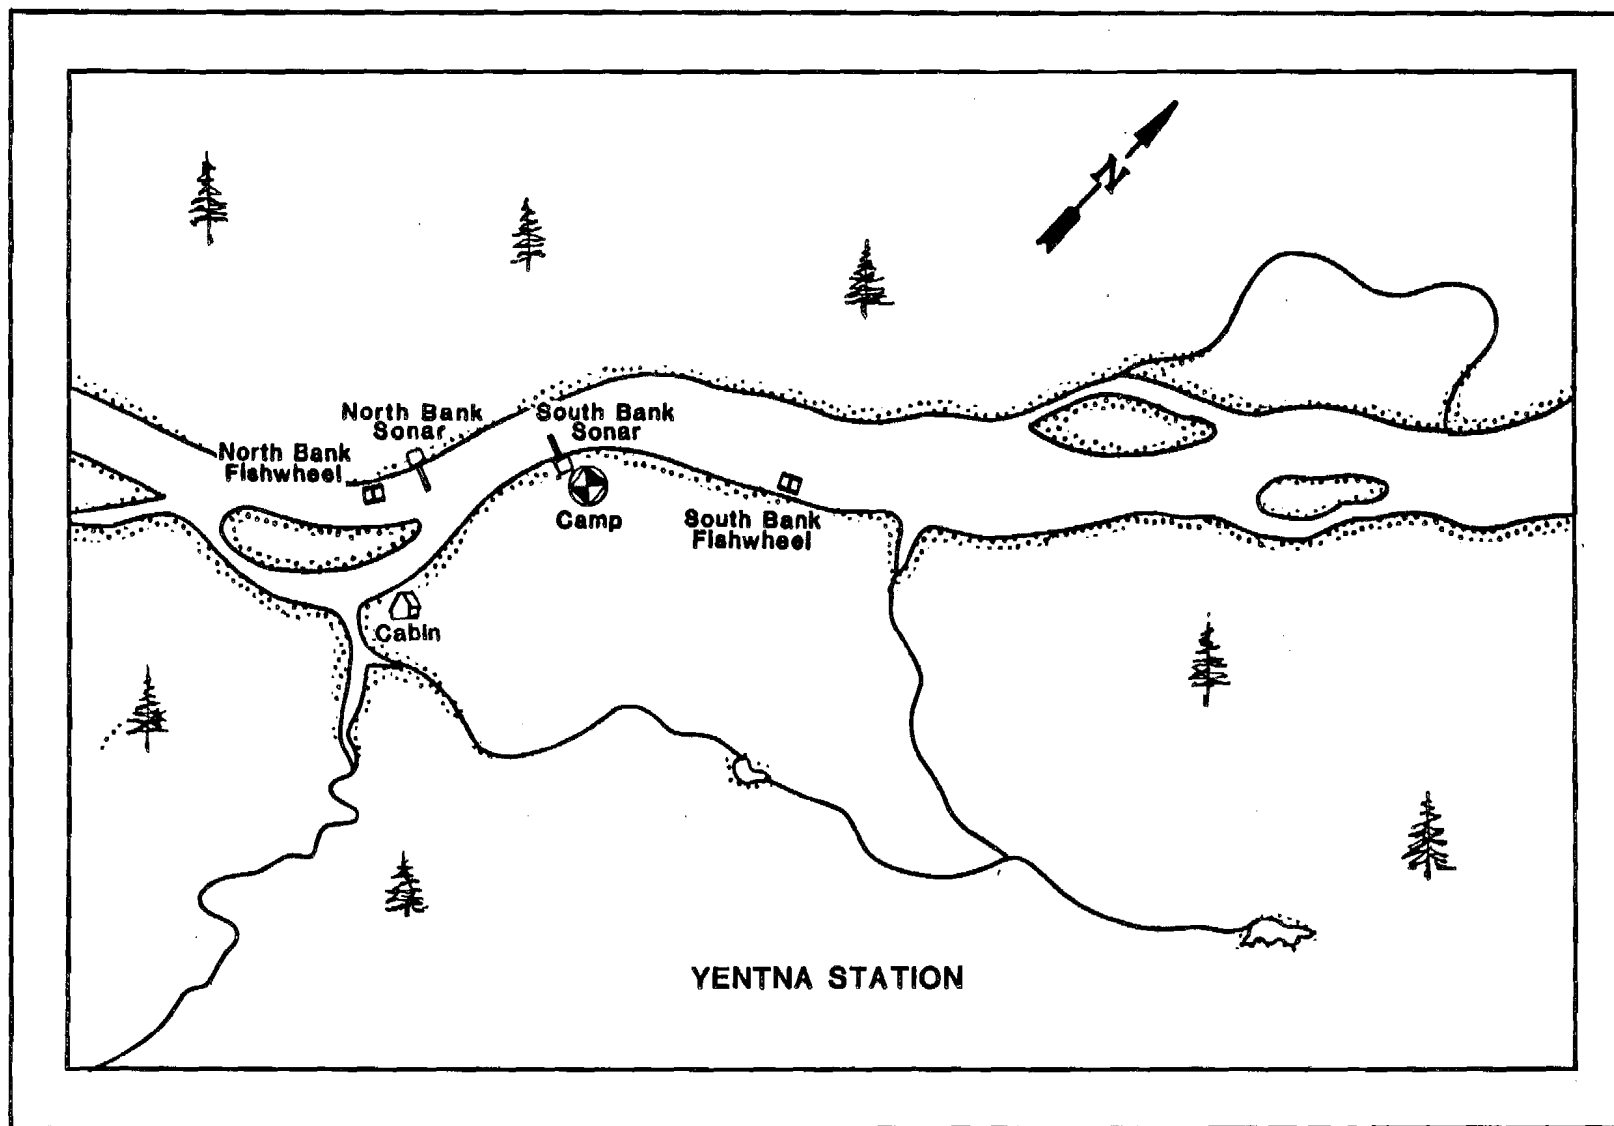 N
North Bank
Sonar
South Bank
Sonar
North Bank
Fishwheel
Camp
South Bank
Fishwheel
Cabin
YENTNA STATION